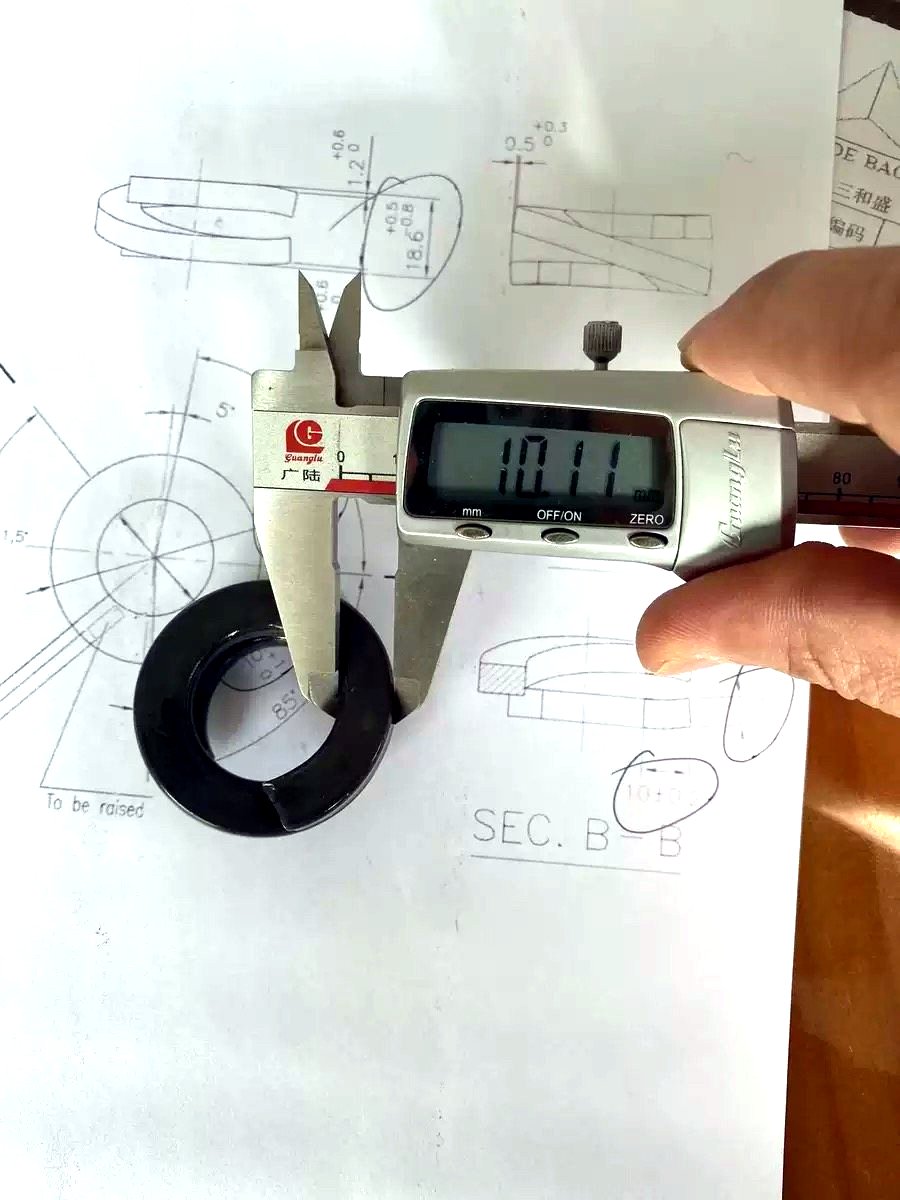 +0.6
1.2 0
+0.3
0.5 0
+0.5
18.6 -0.8
DE BAO
三和盛
编码
5°
G
Guanglu
广陆
0 1
10.11
mm
mm OFF/ON ZERO
Guanglu
80
1,5°
85°
To be raised
SEC. B-B